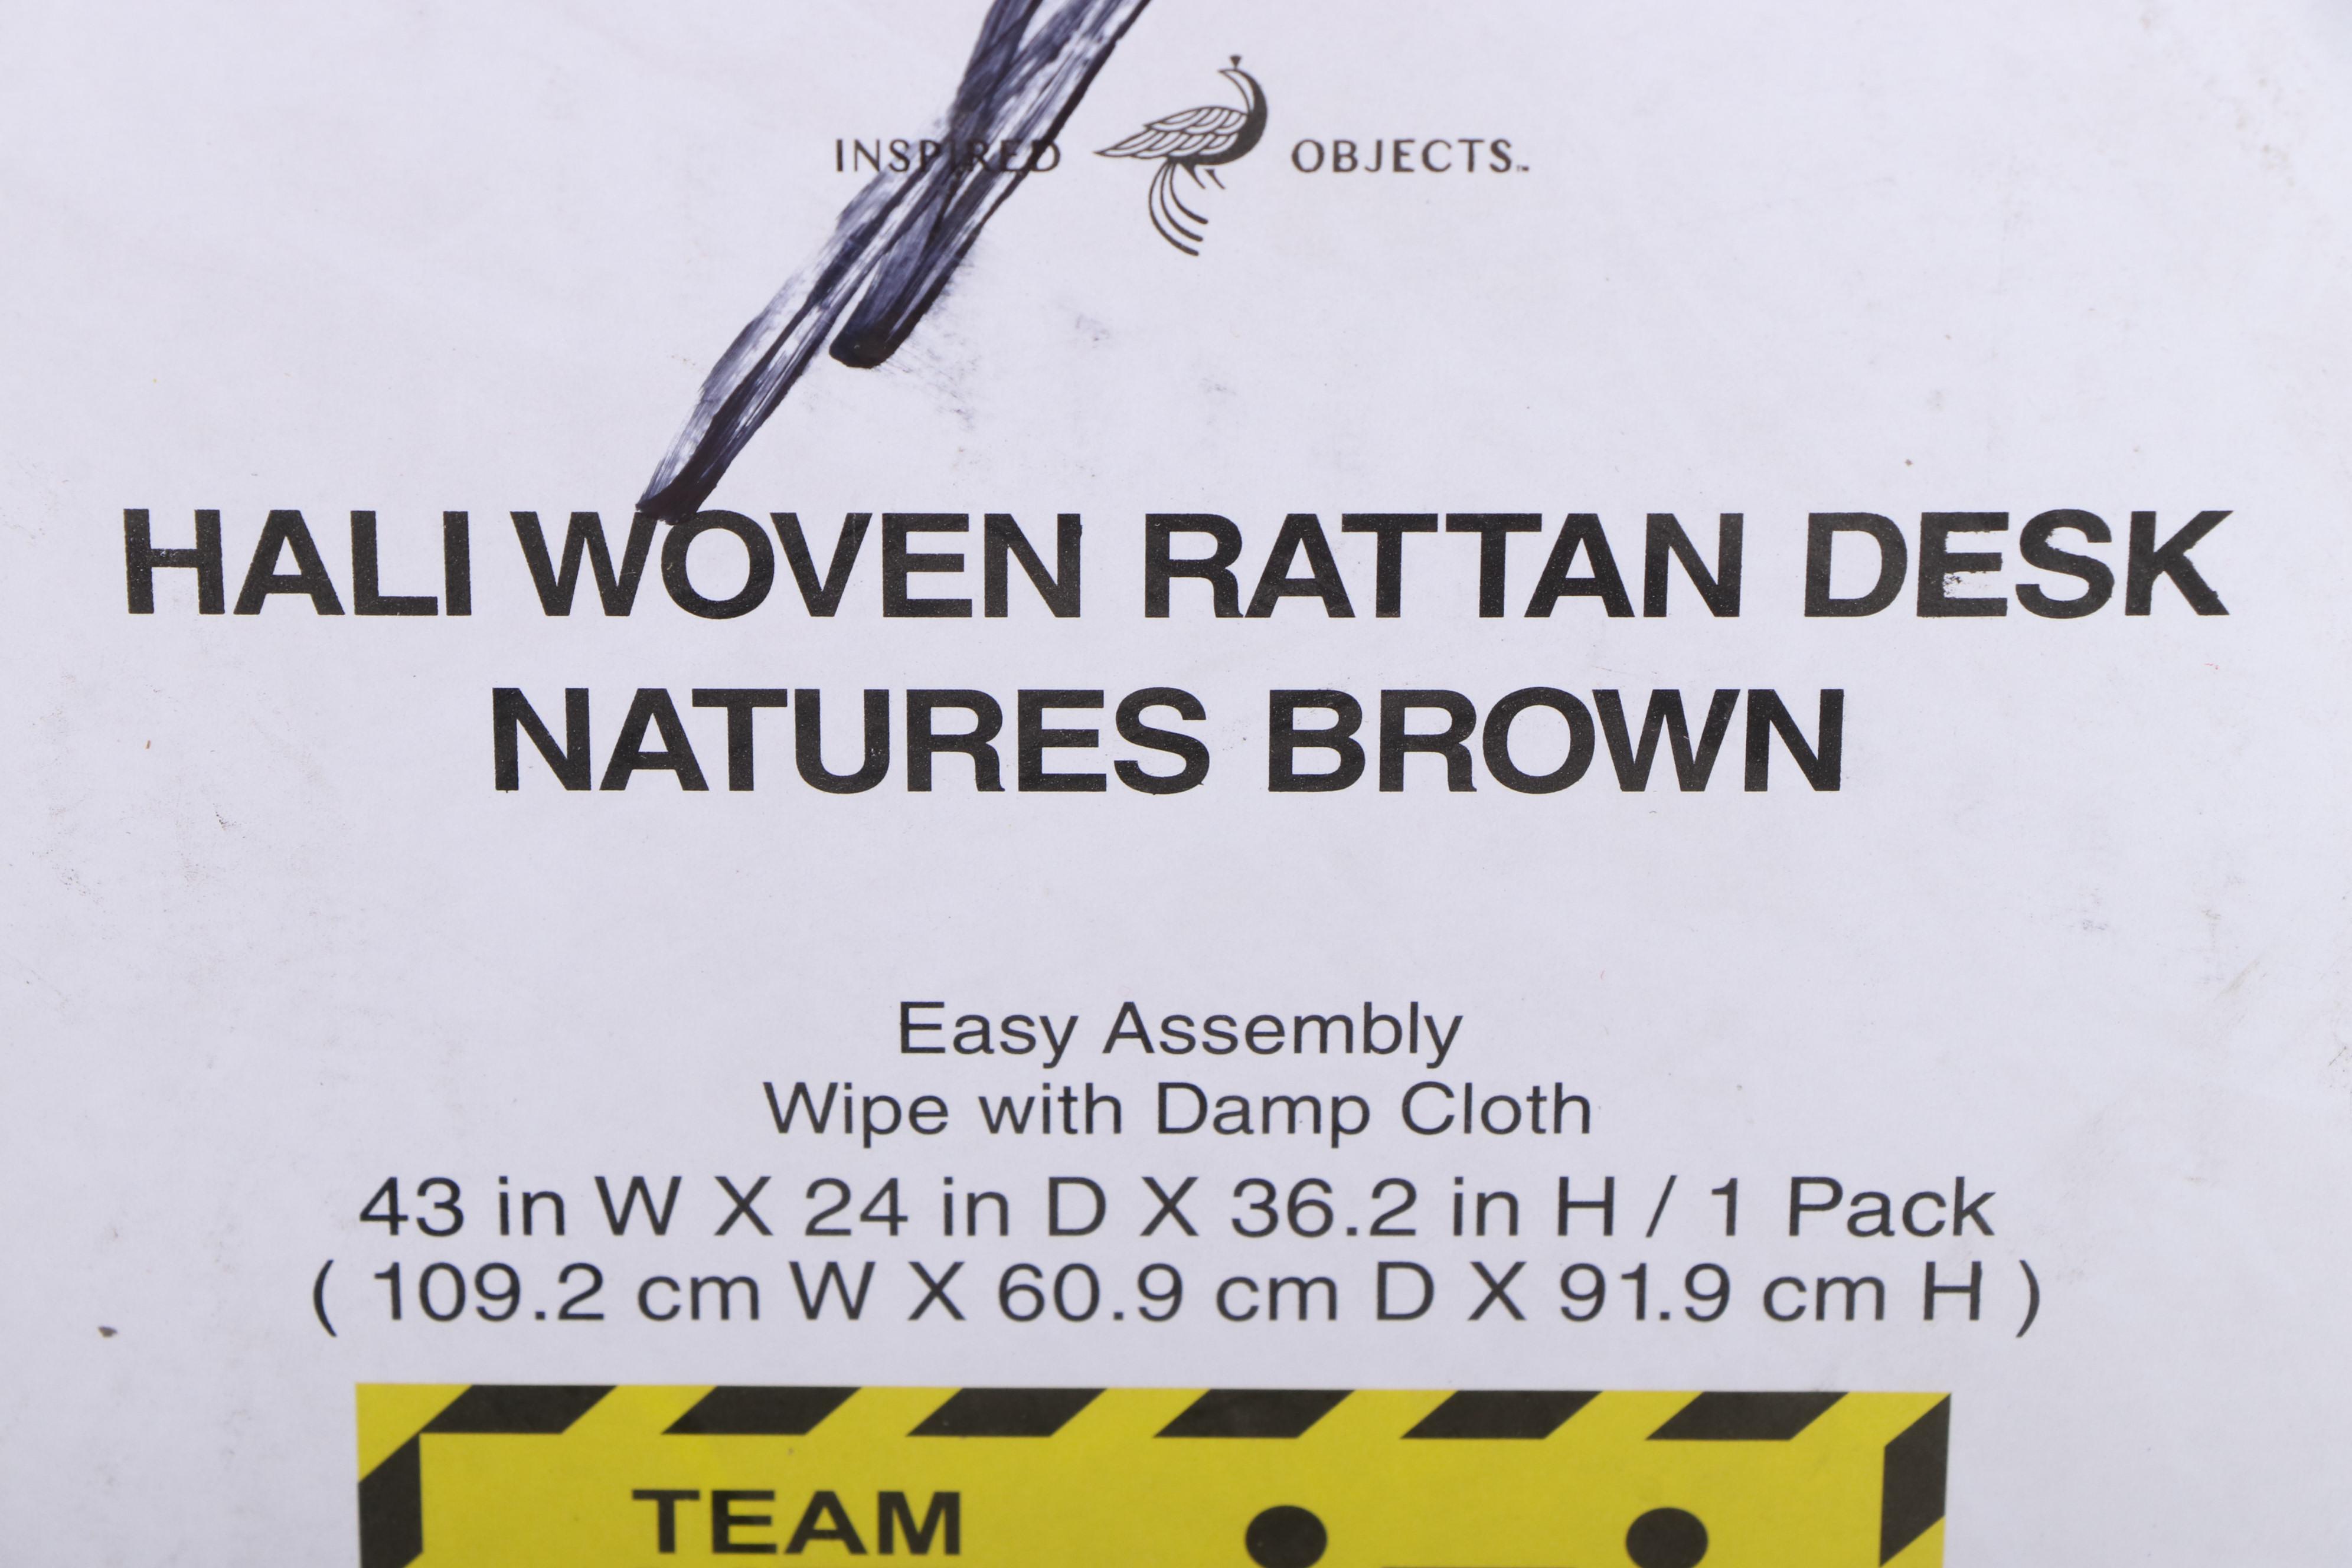 INSPIRED OBJECTS™
HALI WOVEN RATTAN DESK
NATURES BROWN
Easy Assembly
Wipe with Damp Cloth
43 in W X 24 in D X 36.2 in H / 1 Pack
( 109.2 cm W X 60.9 cm D X 91.9 cm H )
TEAM